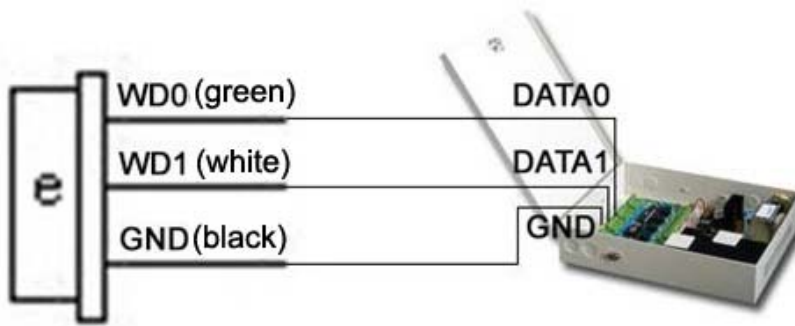 WD0 (green) DATA0
WD1 (white) DATA1
GND (black) GND
e